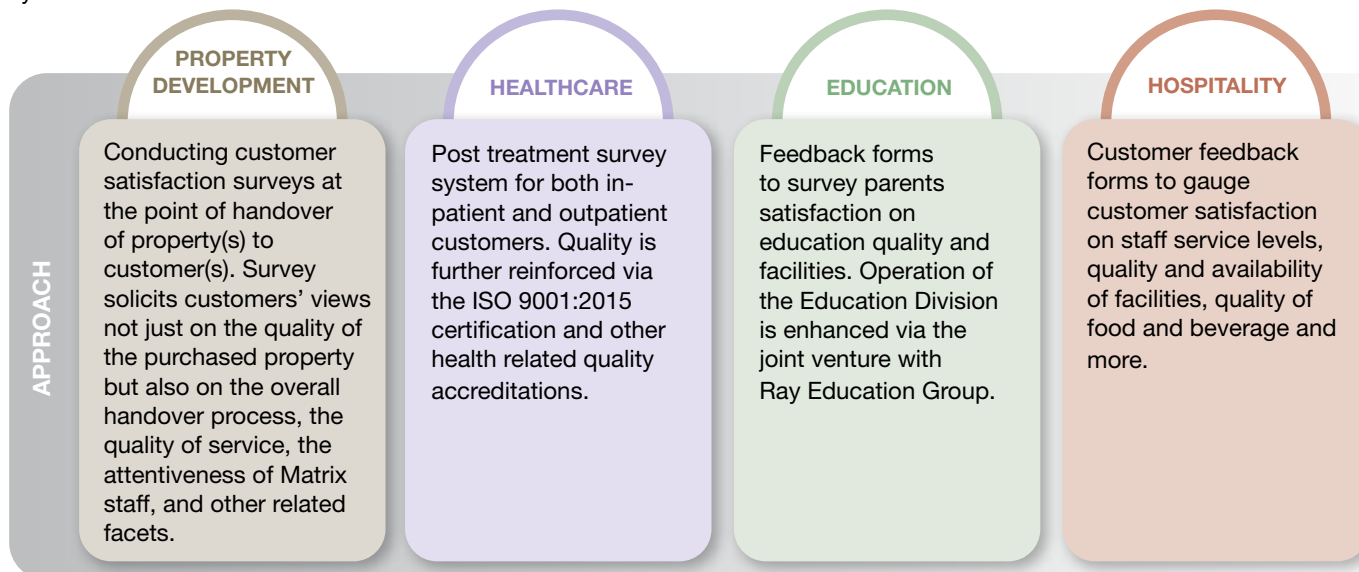 PROPERTY
DEVELOPMENT
HEALTHCARE
EDUCATION
HOSPITALITY
APPROACH
Conducting customer
satisfaction surveys at
the point of handover
of property(s) to
customer(s). Survey
solicits customers’ views
not just on the quality of
the purchased property
but also on the overall
handover process, the
quality of service, the
attentiveness of Matrix
staff, and other related
facets.
Post treatment survey
system for both in-
patient and outpatient
customers. Quality is
further reinforced via
the ISO 9001:2015
certification and other
health related quality
accreditations.
Feedback forms
to survey parents
satisfaction on
education quality and
facilities. Operation of
the Education Division
is enhanced via the
joint venture with
Ray Education Group.
Customer feedback
forms to gauge
customer satisfaction
on staff service levels,
quality and availability
of facilities, quality of
food and beverage and
more.